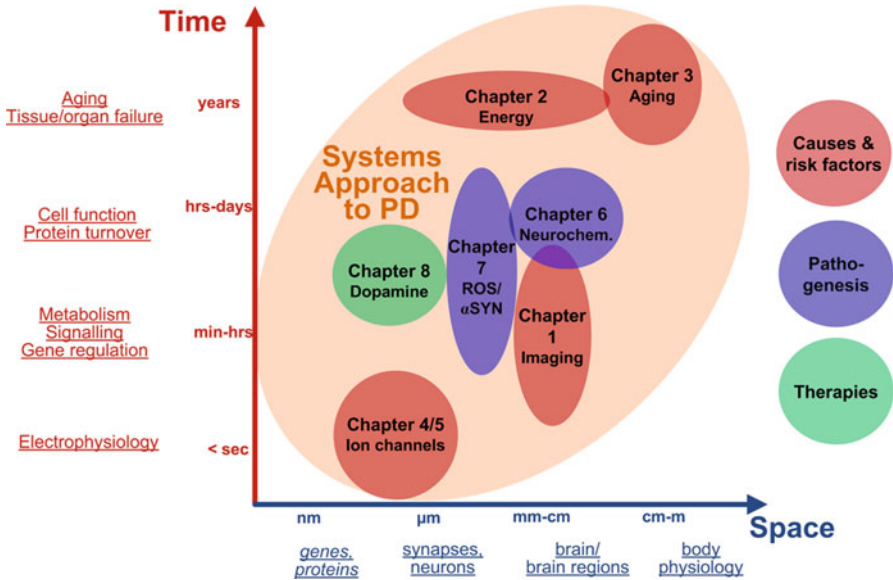 Time
Aging
Tissue/organ failure
years
Chapter 2
Energy
Chapter 3
Aging
Causes &
risk factors
Systems
Approach
to PD
Cell function
Protein turnover
hrs-days
Chapter 6
Neurochem.
Chapter
7
ROS/
αSYN
Chapter 8
Dopamine
Patho-
genesis
Metabolism
Signalling
Gene regulation
min-hrs
Chapter
1
Imaging
Therapies
Electrophysiology
< sec
Chapter 4/5
Ion channels
nm
µm
mm-cm
cm-m
Space
genes,
proteins
synapses,
neurons
brain/
brain regions
body
physiology